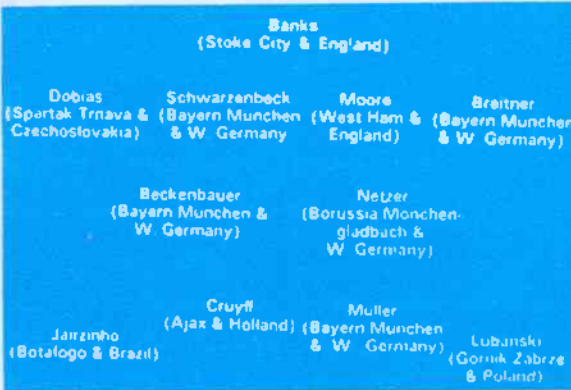 Banks
(Stoke City & England)
Dobias
(Spartak Trnava &
Czechoslovakia)
Schwarzenbeck
(Bayern Munchen
& W. Germany
Moore
(West Ham &
England)
Breitner
(Bayern Munchen
& W. Germany)
Beckenbauer
(Bayern Munchen &
W. Germany)
Netzer
(Borussia Monchen-
gladbach &
W. Germany)
Jairzinho
(Botafogo & Brazil)
Cruyff
(Ajax & Holland)
Muller
(Bayern Munchen
& W. Germany)
Lubanski
(Gornik Zabrze
& Poland)